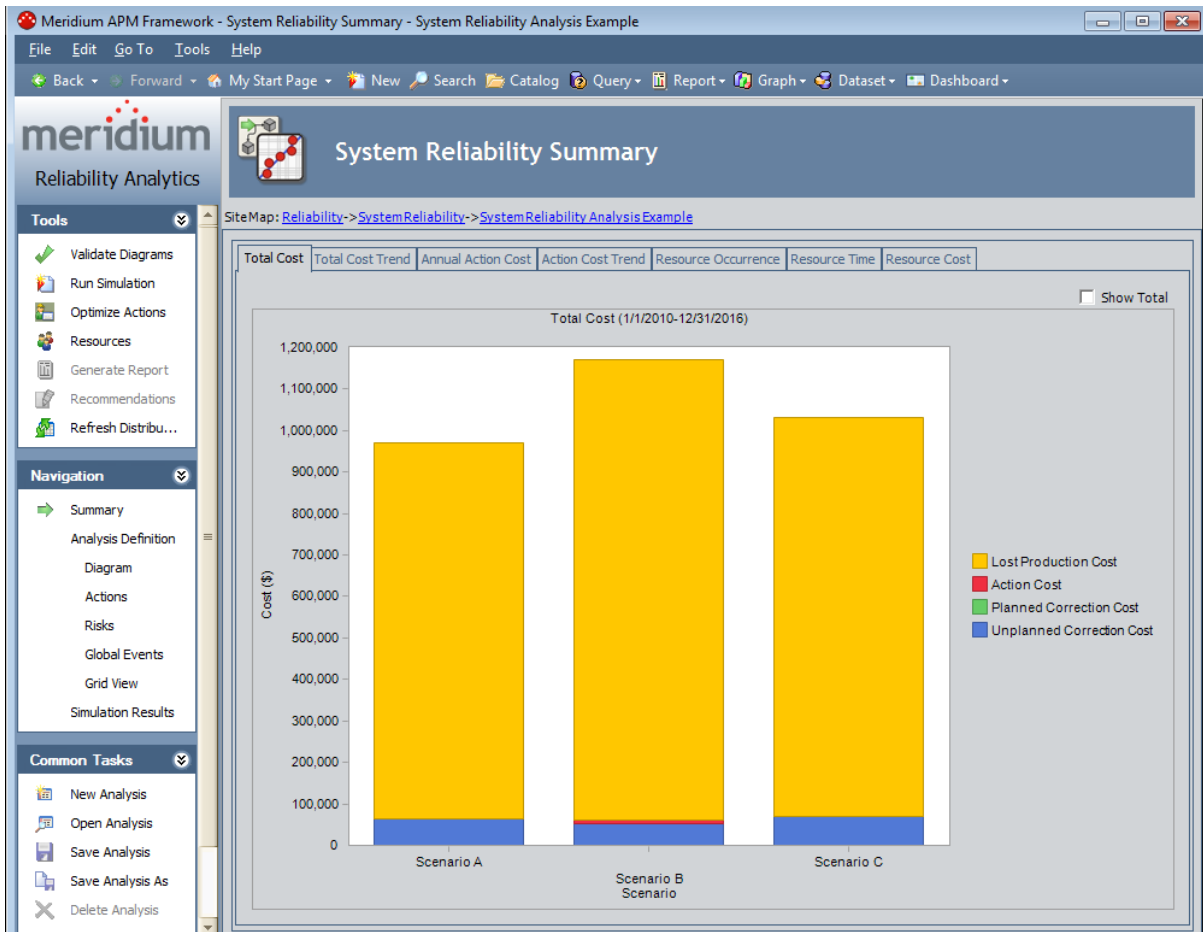 Meridium APM Framework - System Reliability Summary - System Reliability Analysis Example
File Edit Go To Tools Help
Back Forward My Start Page New Search Catalog Query Report Graph Dataset Dashboard
meridium
Reliability Analytics
System Reliability Summary
SiteMap: Reliability->System Reliability->System Reliability Analysis Example
Tools
Validate Diagrams
Run Simulation
Optimize Actions
Resources
Generate Report
Recommendations
Refresh Distribu...
Navigation
Summary
Analysis Definition
Diagram
Actions
Risks
Global Events
Grid View
Simulation Results
Common Tasks
New Analysis
Open Analysis
Save Analysis
Save Analysis As
Delete Analysis
Total Cost Total Cost Trend Annual Action Cost Action Cost Trend Resource Occurrence Resource Time Resource Cost
Show Total
Total Cost (1/1/2010-12/31/2016)
1,200,000
1,100,000
1,000,000
900,000
800,000
700,000
600,000
500,000
400,000
300,000
200,000
100,000
0
Cost ($)
Scenario A
Scenario B
Scenario C
Scenario
Lost Production Cost
Action Cost
Planned Correction Cost
Unplanned Correction Cost